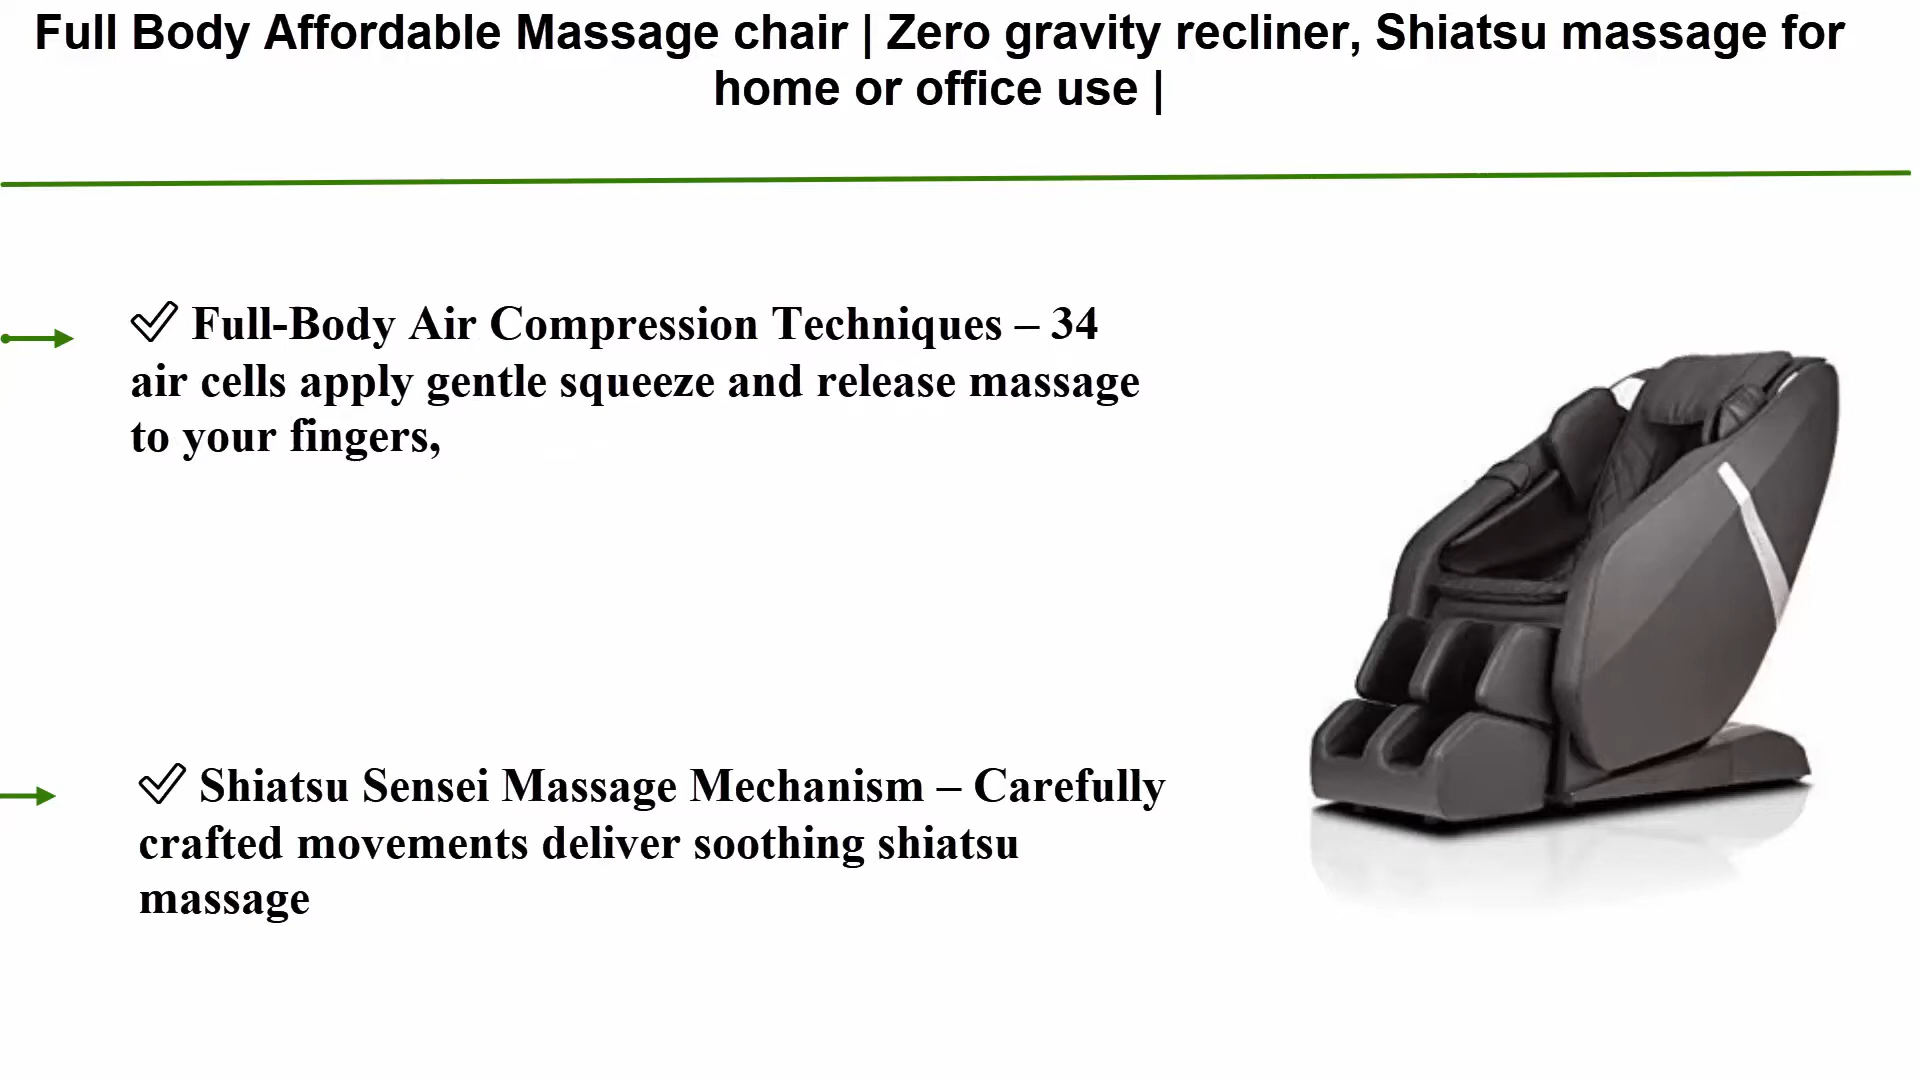 Full Body Affordable Massage chair | Zero gravity recliner, Shiatsu massage for
home or office use |
✓ Full-Body Air Compression Techniques – 34
air cells apply gentle squeeze and release massage
to your fingers,
✓ Shiatsu Sensei Massage Mechanism – Carefully
crafted movements deliver soothing shiatsu
massage